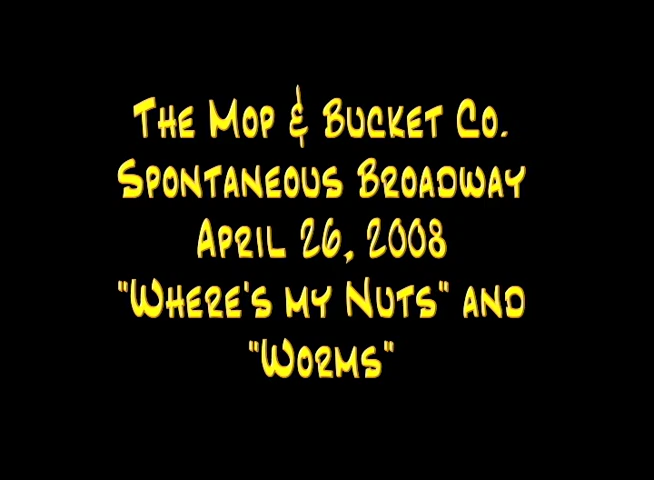 The Mop & Bucket Co.
Spontaneous Broadway
April 26, 2008
"Where's my Nuts" and
"Worms"